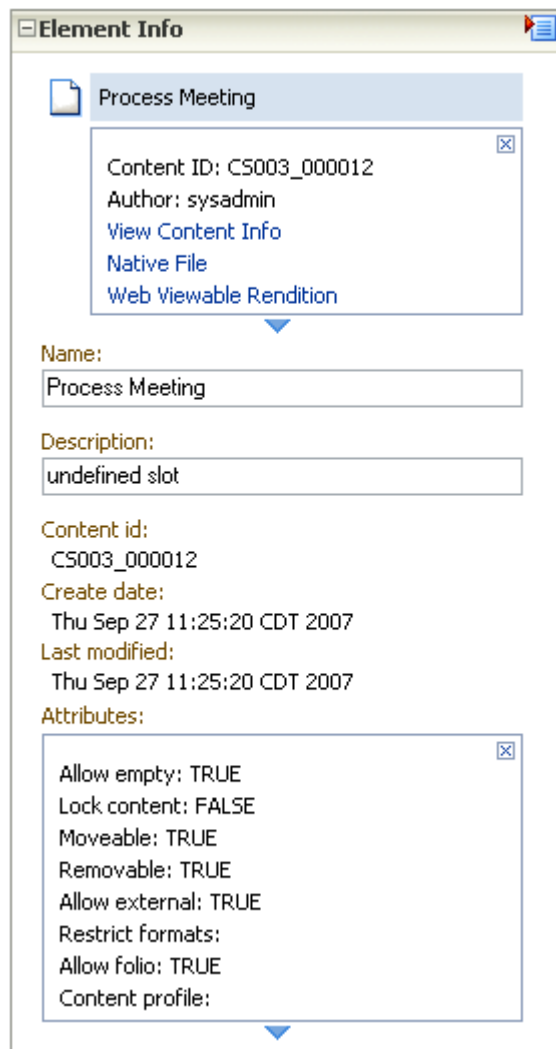 Element Info
Process Meeting
Content ID: CS003_000012
Author: sysadmin
View Content Info
Native File
Web Viewable Rendition
Name:
Process Meeting
Description:
undefined slot
Content id:
CS003_000012
Create date:
Thu Sep 27 11:25:20 CDT 2007
Last modified:
Thu Sep 27 11:25:20 CDT 2007
Attributes:
Allow empty: TRUE
Lock content: FALSE
Moveable: TRUE
Removable: TRUE
Allow external: TRUE
Restrict formats:
Allow folio: TRUE
Content profile: